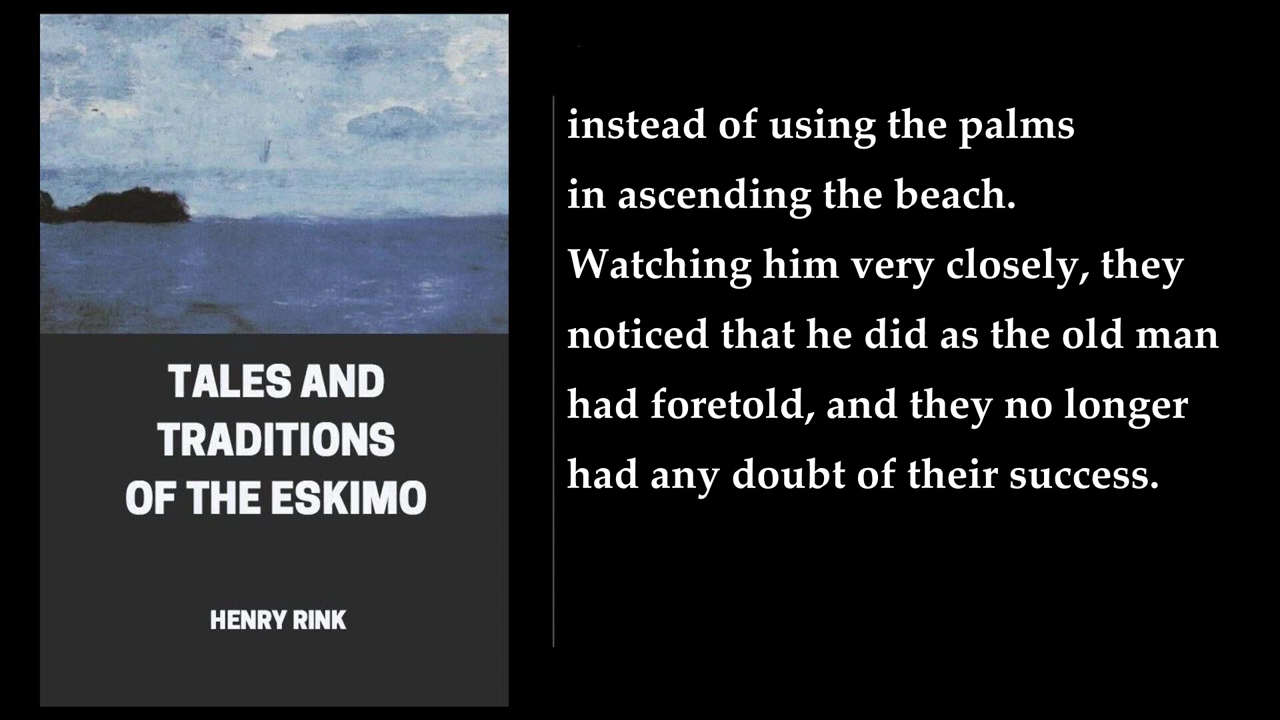 TALES AND
TRADITIONS
OF THE ESKIMO
HENRY RINK
instead of using the palms
in ascending the beach.
Watching him very closely, they
noticed that he did as the old man
had foretold, and they no longer
had any doubt of their success.